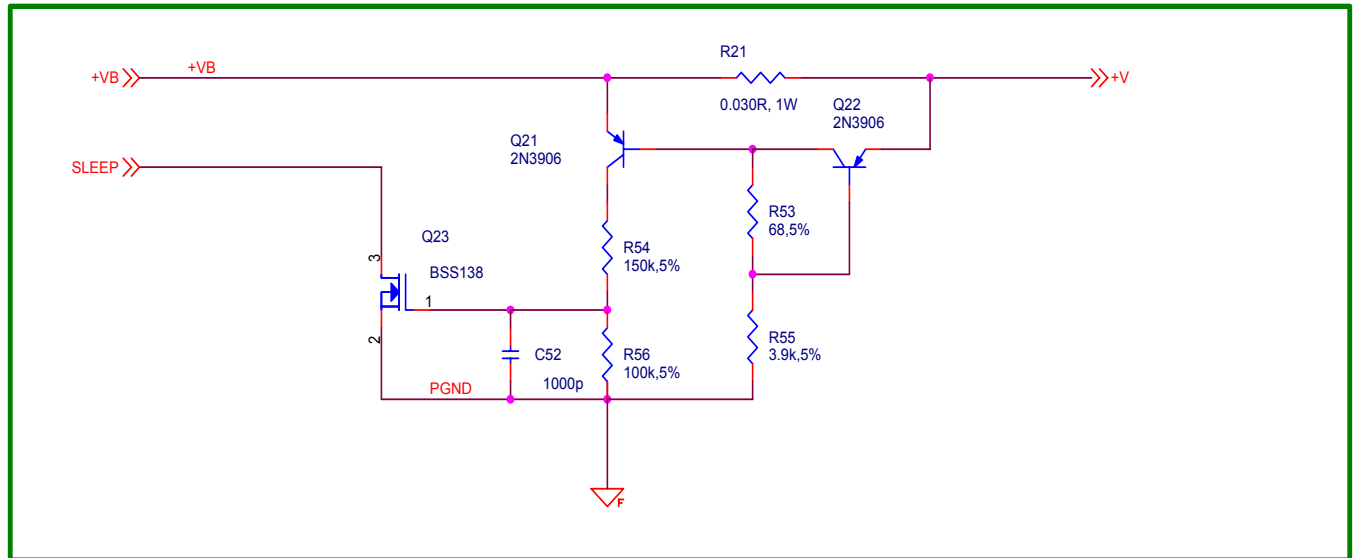 R21
+VB
+VB
+V
0.030R, 1W
Q22
2N3906
Q21
2N3906
SLEEP
R53
68,5%
Q23
R54
150k,5%
3
BSS138
1
R55
3.9k,5%
2
C52
1000p
R56
100k,5%
PGND
F